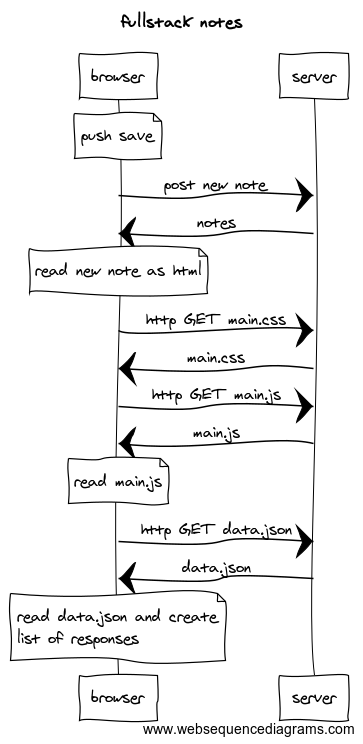 fullstack notes
browser
server
push save
post new note
notes
read new note as html
http GET main.css
main.css
http GET main.js
main.js
read main.js
http GET data.json
data.json
read data.json and create
list of responses
browser
server
www.websequencediagrams.com